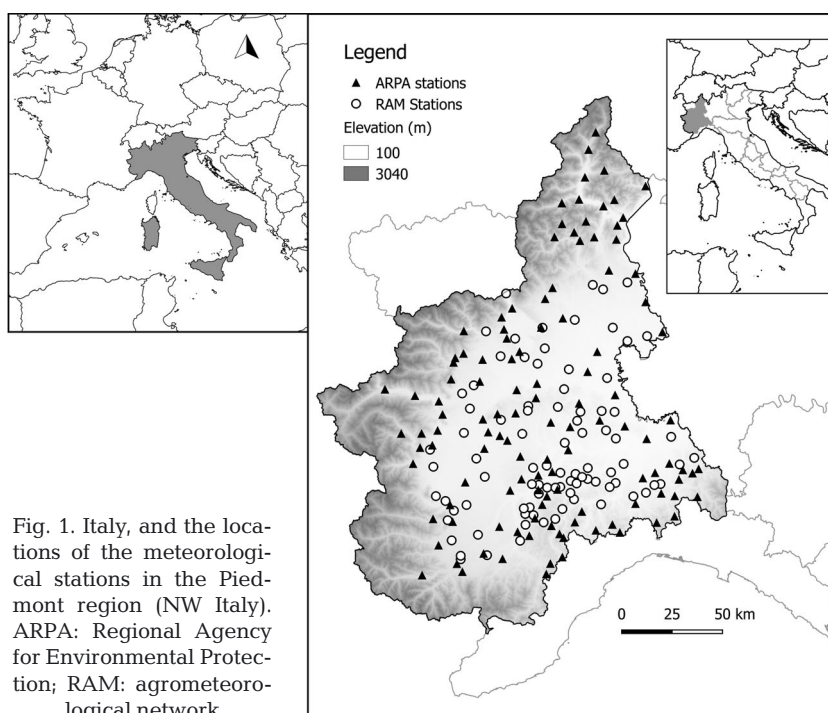 Legend
ARPA stations
RAM Stations
Elevation (m)
100
3040
0 25 50 km
Fig. 1. Italy, and the loca-
tions of the meteorologi-
cal stations in the Pied-
mont region (NW Italy).
ARPA: Regional Agency
for Environmental Protec-
tion; RAM: agrometeoro-
logical network